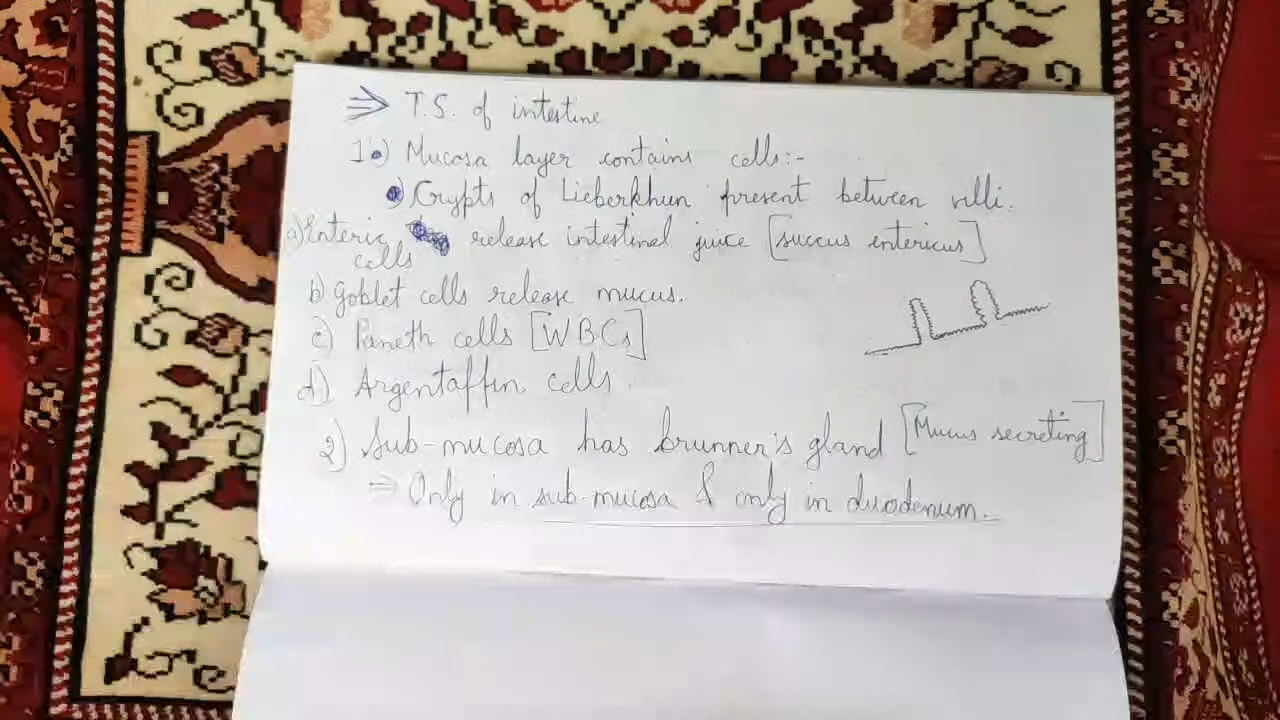 ⇒ T.S. of intestine
1.) Mucosa layer contains cells:-
•) Crypts of Lieberkhun present between villi.
a) Enteric release intestinal juice [succus entericus]
cells
b) Goblet cells release mucus.
c) Paneth cells [WBCs]
d) Argentaffin cells.
2) Sub-mucosa has brunner's gland [Mucus secreting]
⇒ Only in sub-mucosa & only in duodenum.